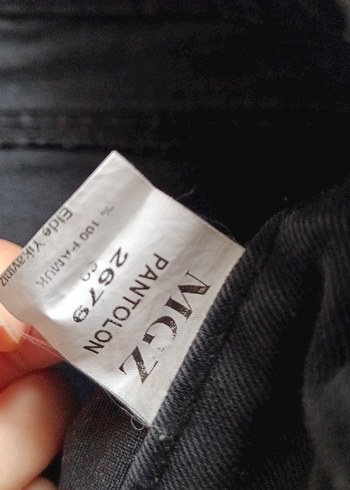 MGZ
PANTOLON
2679
% 100 PAMUK
Elde Yıkayınız